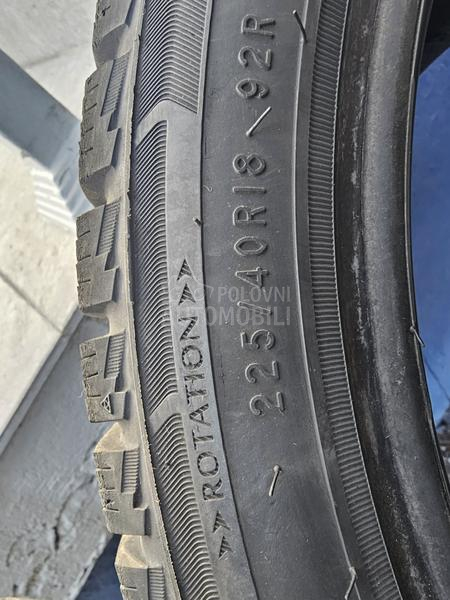 225/40R18 92R
>> ROTATION >>
POLOVNI
AUTOMOBILI